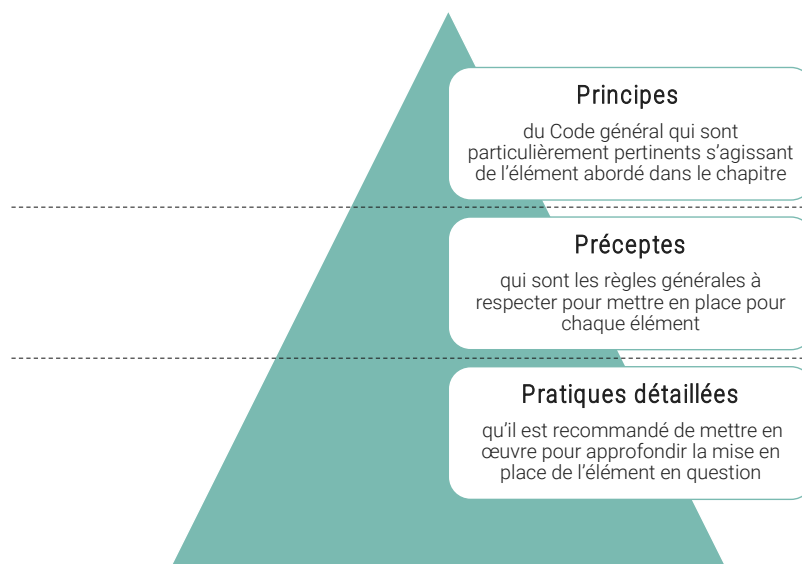 Principes
du Code général qui sont
particulièrement pertinents s’agissant
de l’élément abordé dans le chapitre
Préceptes
qui sont les règles générales à
respecter pour mettre en place pour
chaque élément
Pratiques détaillées
qu’il est recommandé de mettre en
œuvre pour approfondir la mise en
place de l’élément en question